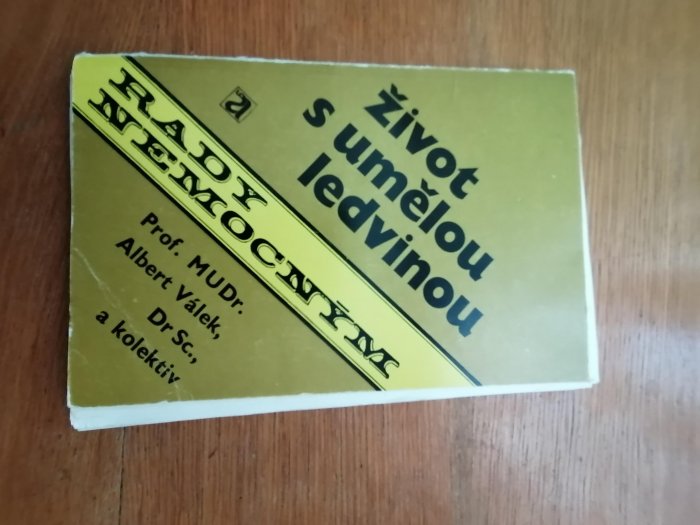 život
s umělou
ledvinou
RADY
NEMOCNÝM
Prof. MUDr.
Albert Válek,
Dr Sc.,
a kolektiv